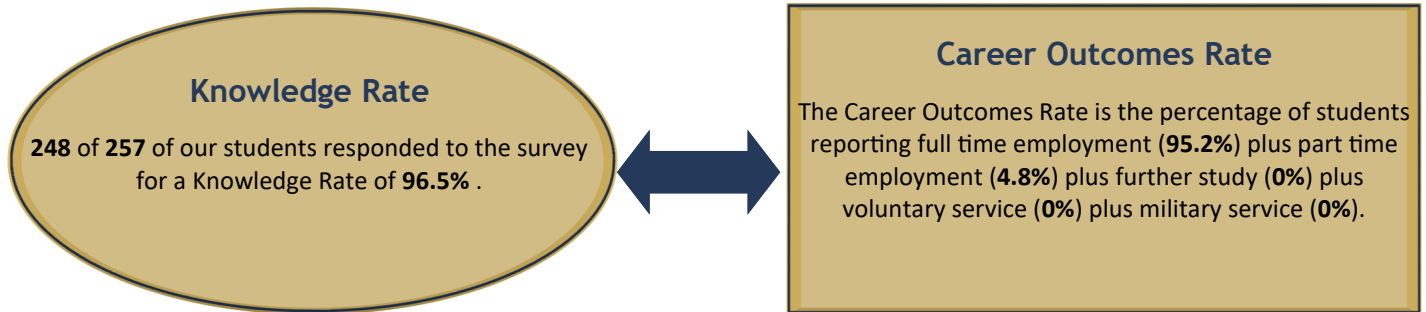 Knowledge Rate
248 of 257 of our students responded to the survey
for a Knowledge Rate of 96.5% .
Career Outcomes Rate
The Career Outcomes Rate is the percentage of students
reporting full time employment (95.2%) plus part time
employment (4.8%) plus further study (0%) plus
voluntary service (0%) plus military service (0%).